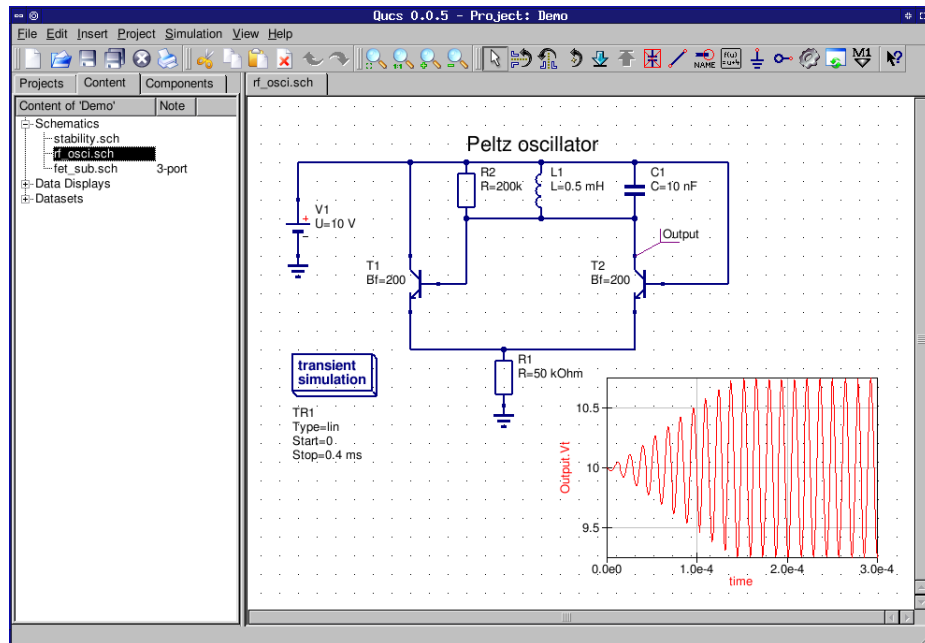 Qucs 0.0.5 - Project: Demo
File Edit Insert Project Simulation View Help
1:1
NAME
f(ω)
=u+4
M1
Projects Content Components
rf_osci.sch
Content of 'Demo' Note
Schematics
stability.sch
rf_osci.sch
fet_sub.sch 3-port
Data Displays
Datasets
Peltz oscillator
R2
R=200k
L1
L=0.5 mH
C1
C=10 nF
V1
U=10 V
Output
T1
Bf=200
T2
Bf=200
R1
R=50 kOhm
transient
simulation
TR1
Type=lin
Start=0
Stop=0.4 ms
10.5
10
9.5
Output.Vt
0.0e0 1.0e-4 2.0e-4 3.0e-4
time